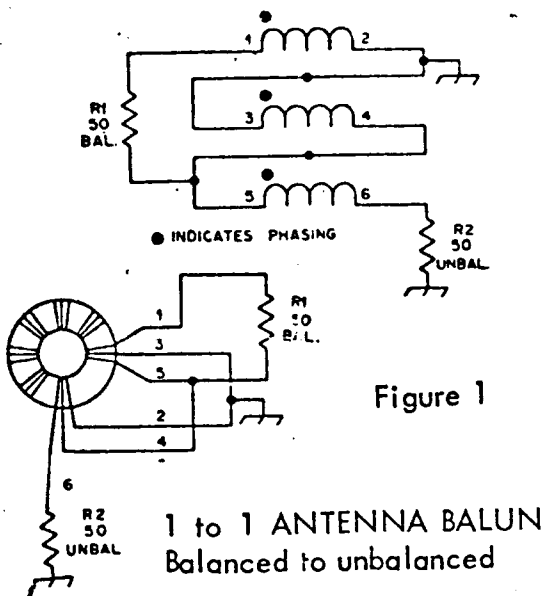 1 2
R1
50
BAL.
3 4
5 6
● INDICATES PHASING
R2
50
UNBAL
1
R1
50
BAL.
3
5
Figure 1
2
4
6
R2
50
UNBAL
1 to 1 ANTENNA BALUN
Balanced to unbalanced